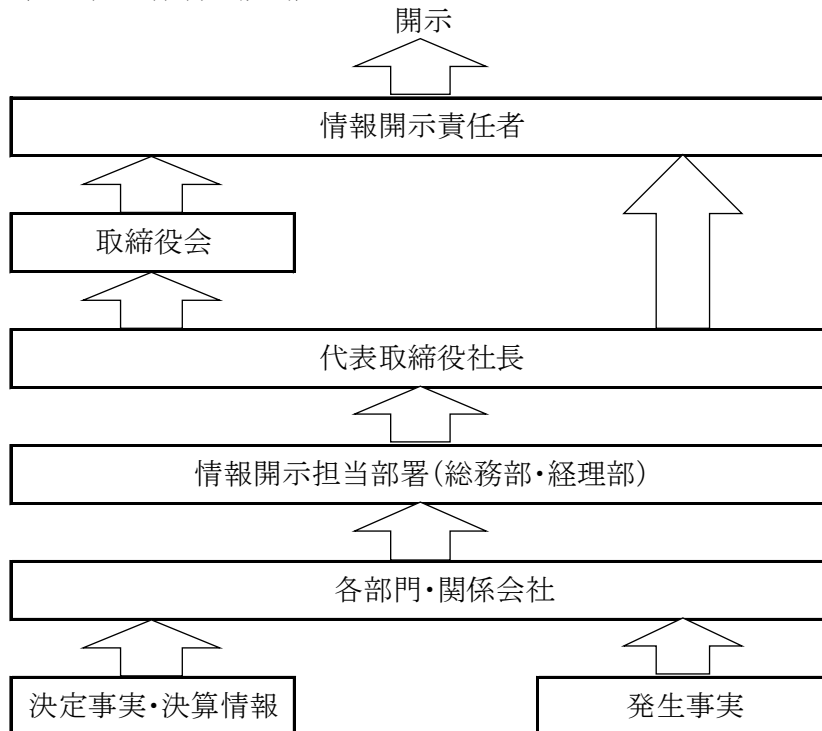 開示
情報開示責任者
取締役会
代表取締役社長
情報開示担当部署(総務部・経理部)
各部門・関係会社
決定事実・決算情報
発生事実